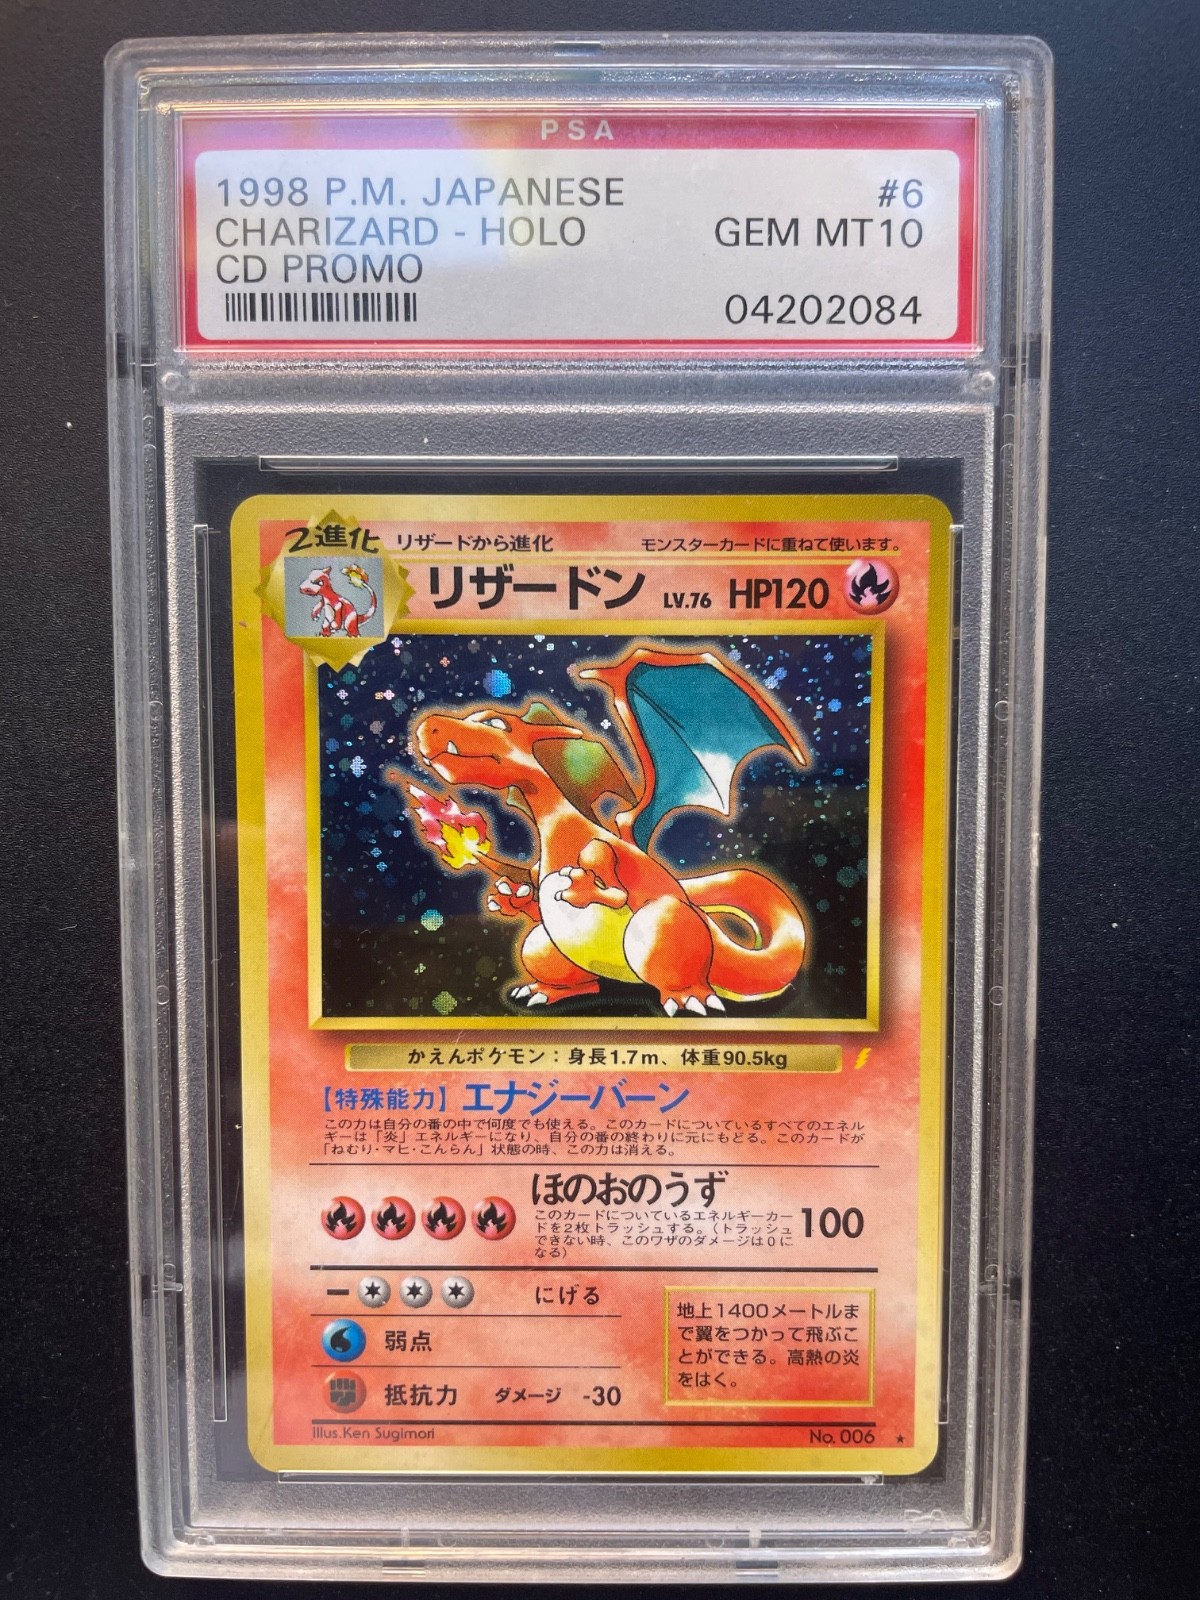 PSA
1998 P.M. JAPANESE #6
CHARIZARD - HOLO GEM MT 10
CD PROMO
04202084
2進化 リザードから進化 モンスターカードに重ねて使います。
リザードン LV.76 HP120
かえんポケモン：身長1.7m、体重90.5kg
【特殊能力】エナジーバーン
この力は自分の番の中で何度でも使える。このカードについているすべてのエネル
ギーは「炎」エネルギーになり、自分の番の終わりに元にもどる。このカードが
「ねむり・マヒ・こんらん」状態の時、この力は消える。
ほのおのうず
このカードについているエネルギーカー
ドを2枚トラッシュする。（トラッシュ
できない時、このワザのダメージは0に
なる）
100
にげる
弱点
抵抗力 ダメージ -30
地上1400メートルま
で翼をつかって飛ぶこ
とができる。高熱の炎
をはく。
Illus.Ken Sugimori No. 006 ★